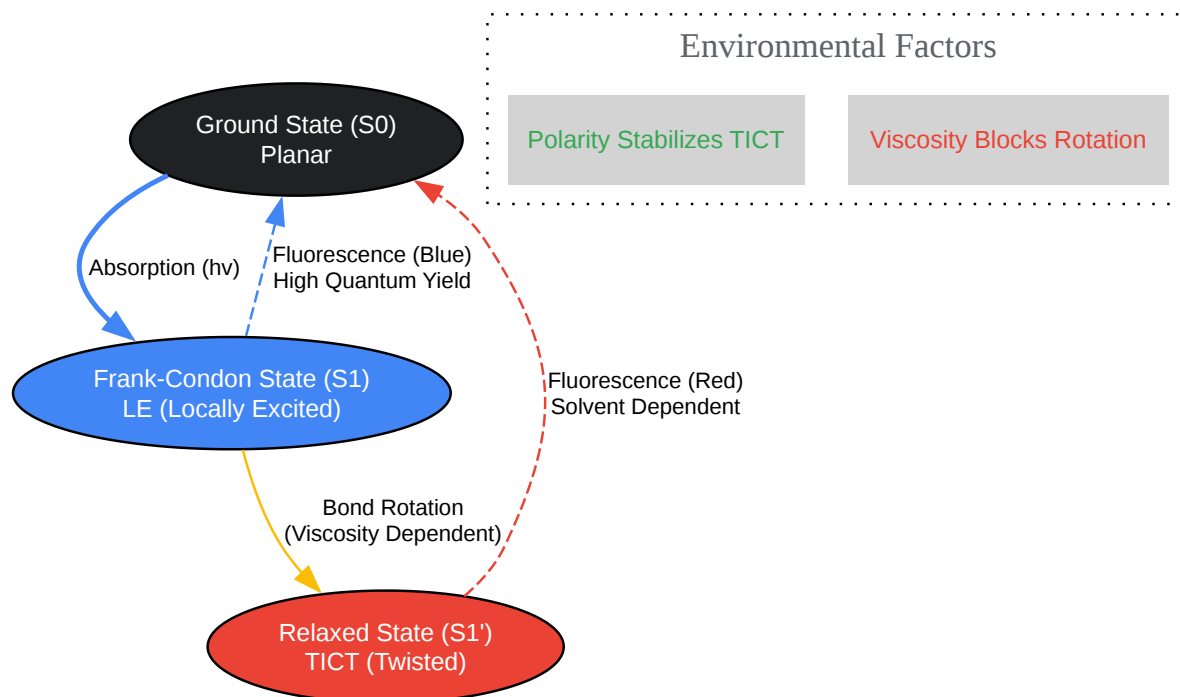 Environmental Factors
Polarity Stabilizes TICT
Viscosity Blocks Rotation
Ground State (S0)
Planar
Absorption (hv)
Fluorescence (Blue)
High Quantum Yield
Frank-Condon State (S1)
LE (Locally Excited)
Fluorescence (Red)
Solvent Dependent
Bond Rotation
(Viscosity Dependent)
Relaxed State (S1')
TICT (Twisted)